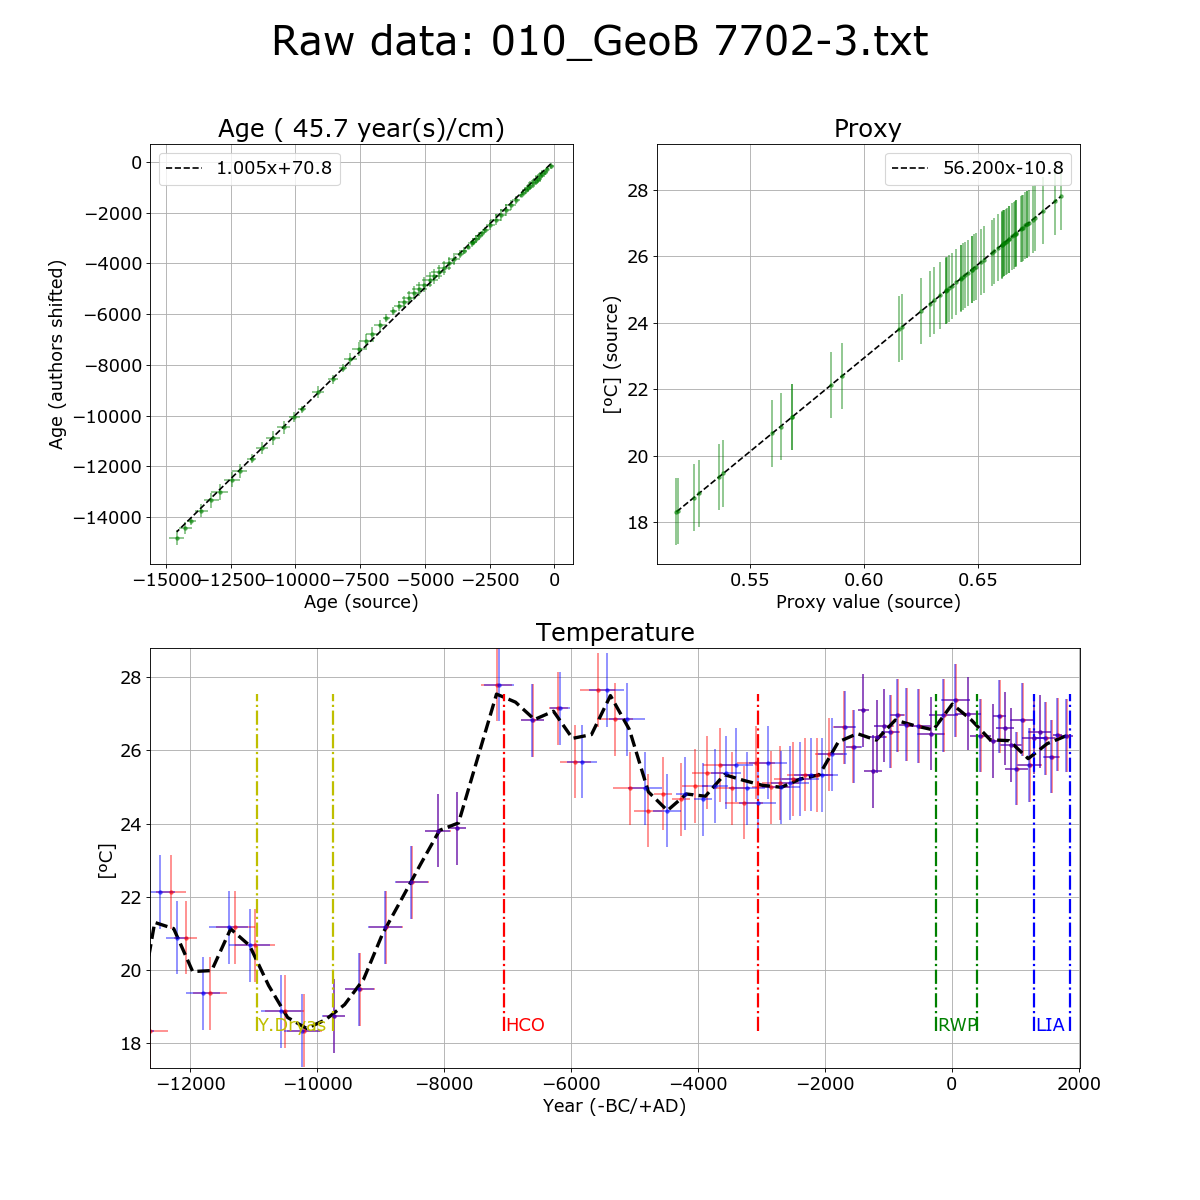 Raw data: 010_GeoB 7702-3.txt
Age ( 45.7 year(s)/cm)
Proxy
1.005x+70.8
56.200x-10.8
0
−2000
−4000
−6000
−8000
−10000
−12000
−14000
Age (authors shifted)
−15000
−12500
−10000
−7500
−5000
−2500
0
Age (source)
28
26
24
22
20
18
[ºC] (source)
0.55
0.60
0.65
Proxy value (source)
Temperature
28
26
24
22
20
18
[ºC]
Y.Dryas
HCO
RWP
LIA
−12000
−10000
−8000
−6000
−4000
−2000
0
2000
Year (-BC/+AD)